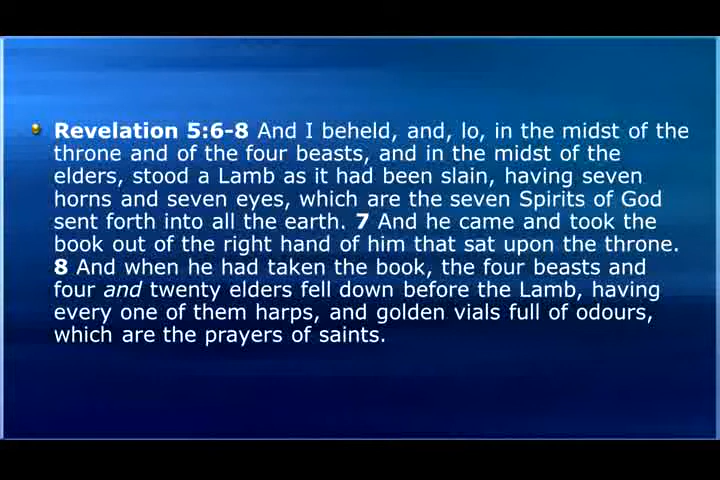 Revelation 5:6-8 And I beheld, and, lo, in the midst of the
throne and of the four beasts, and in the midst of the
elders, stood a Lamb as it had been slain, having seven
horns and seven eyes, which are the seven Spirits of God
sent forth into all the earth. 7 And he came and took the
book out of the right hand of him that sat upon the throne.
8 And when he had taken the book, the four beasts and
four and twenty elders fell down before the Lamb, having
every one of them harps, and golden vials full of odours,
which are the prayers of saints.